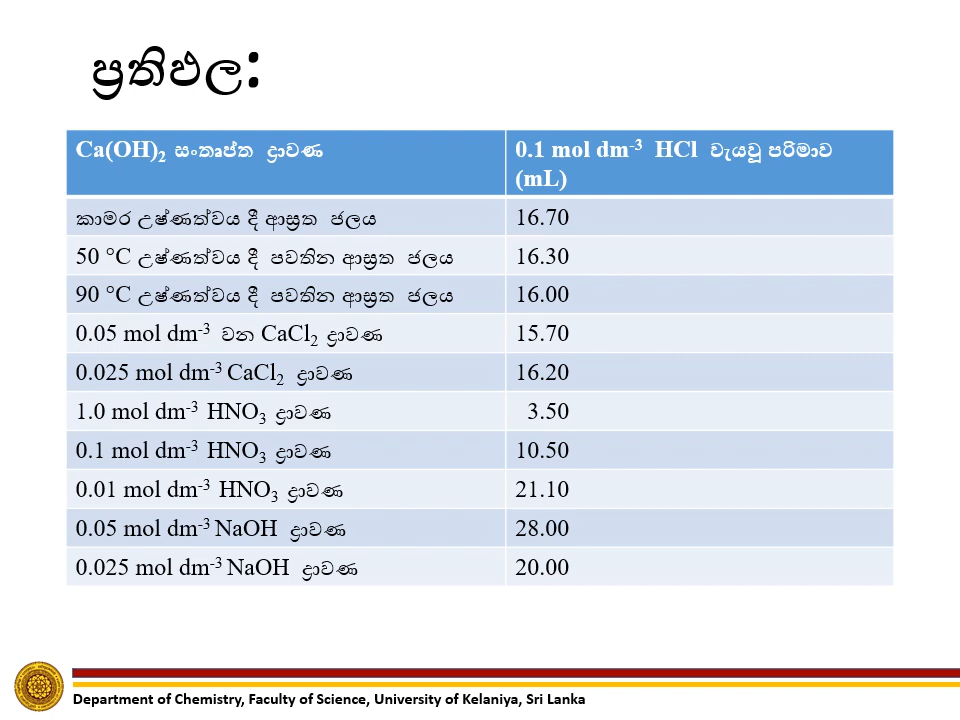 ප්‍රතිඵල:
Ca(OH)₂ සංතෘප්ත ද්‍රාවණ
0.1 mol dm⁻³ HCl වැයවූ පරිමාව
(mL)
කාමර උෂ්ණත්වය දී ආස්‍රත ජලය 16.70
50 °C උෂ්ණත්වය දී පවතින ආස්‍රත ජලය 16.30
90 °C උෂ්ණත්වය දී පවතින ආස්‍රත ජලය 16.00
0.05 mol dm⁻³ වන CaCl₂ ද්‍රාවණ 15.70
0.025 mol dm⁻³ CaCl₂ ද්‍රාවණ 16.20
1.0 mol dm⁻³ HNO₃ ද්‍රාවණ 3.50
0.1 mol dm⁻³ HNO₃ ද්‍රාවණ 10.50
0.01 mol dm⁻³ HNO₃ ද්‍රාවණ 21.10
0.05 mol dm⁻³ NaOH ද්‍රාවණ 28.00
0.025 mol dm⁻³ NaOH ද්‍රාවණ 20.00
Department of Chemistry, Faculty of Science, University of Kelaniya, Sri Lanka